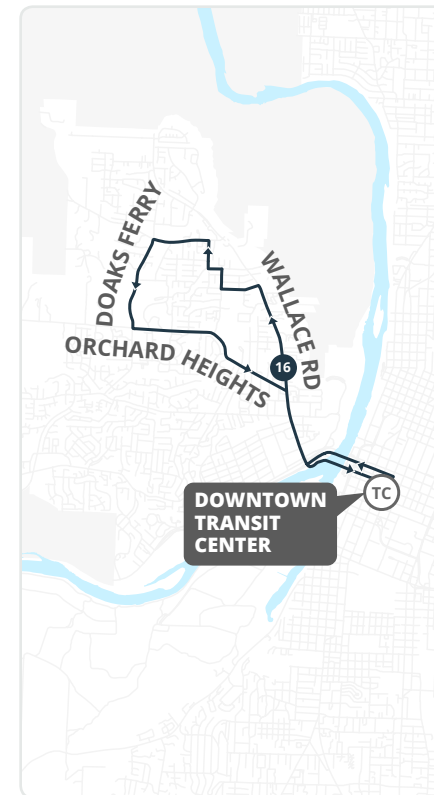 DOAKS FERRY
WALLACE RD
ORCHARD HEIGHTS
16
TC
DOWNTOWN
TRANSIT
CENTER